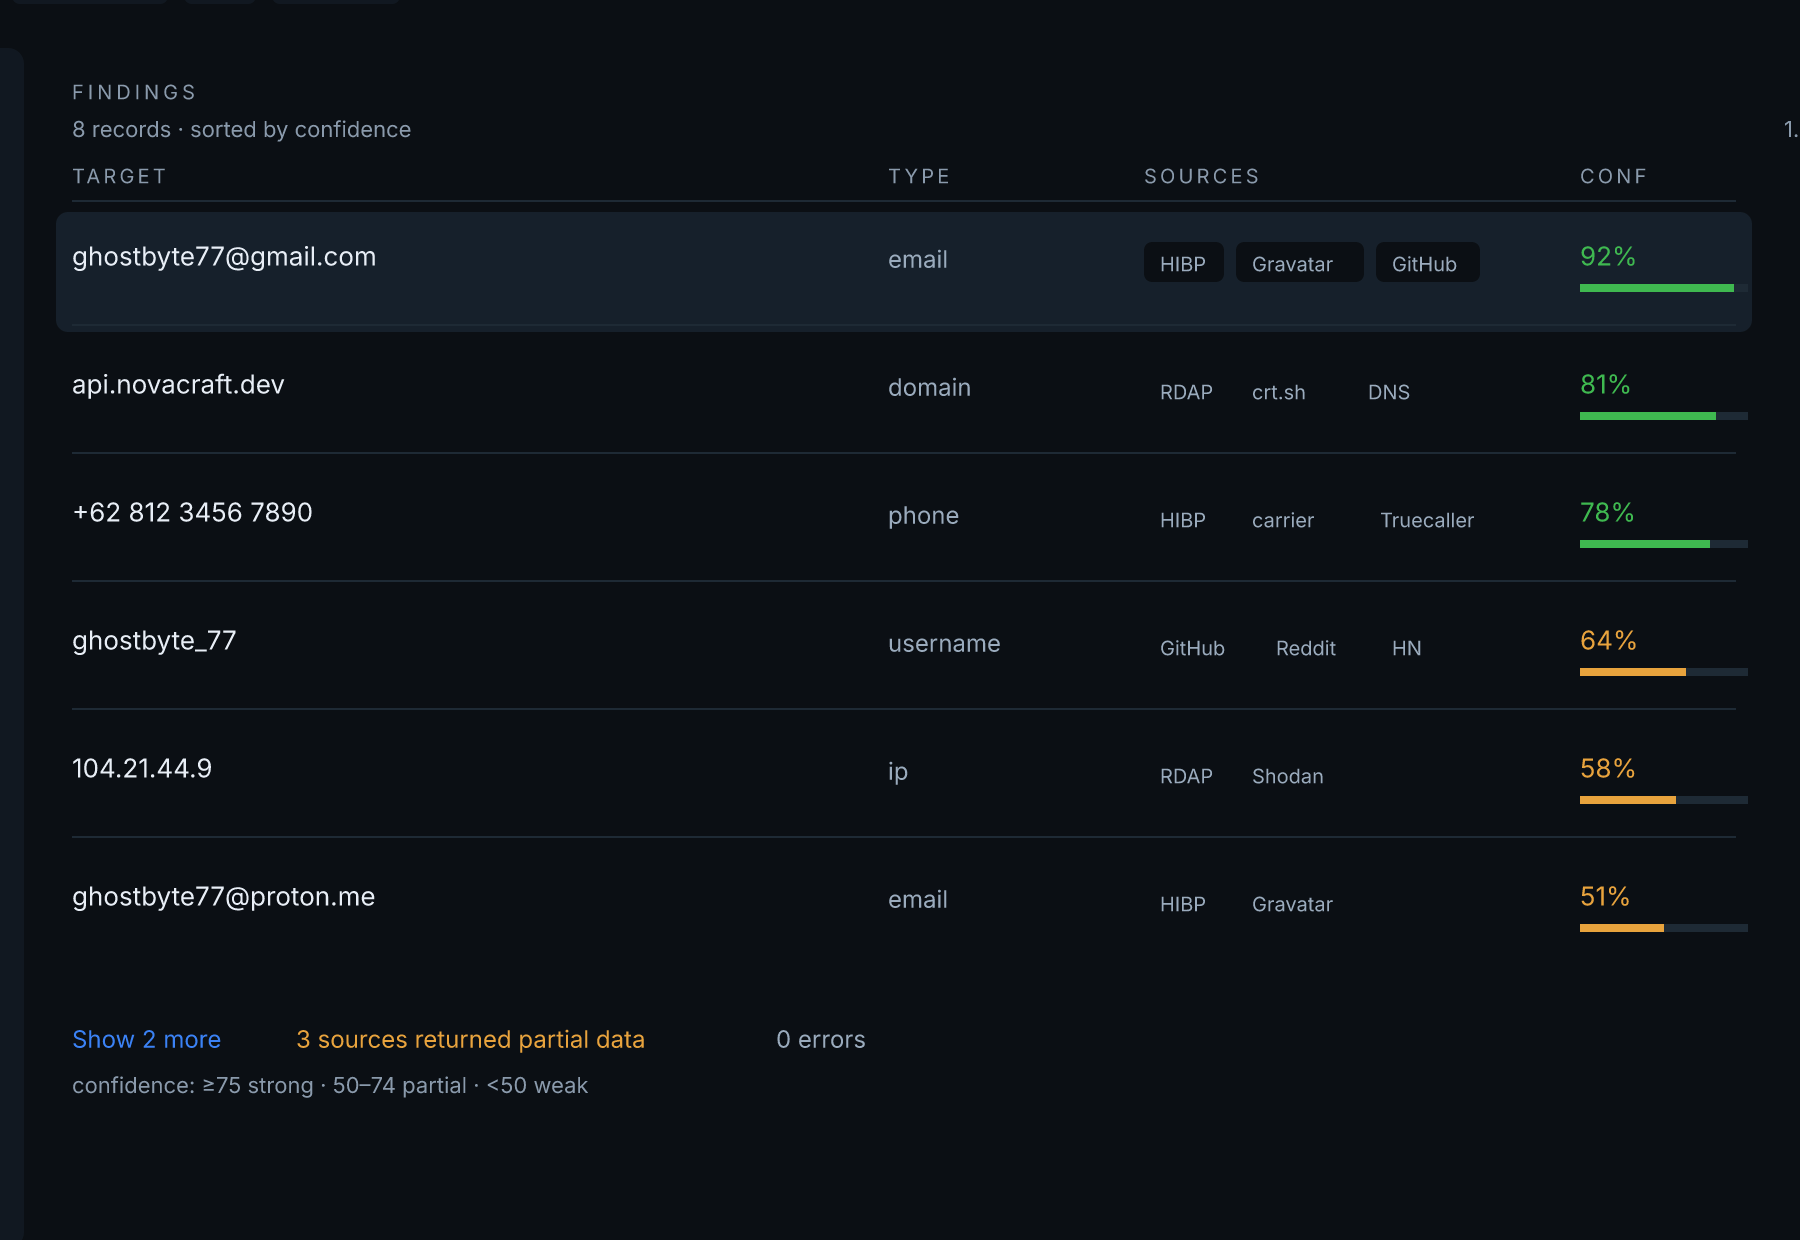 FINDINGS
8 records · sorted by confidence
1.
TARGET TYPE SOURCES CONF
ghostbyte77@gmail.com email HIBP Gravatar GitHub 92%
api.novacraft.dev domain RDAP crt.sh DNS 81%
+62 812 3456 7890 phone HIBP carrier Truecaller 78%
ghostbyte_77 username GitHub Reddit HN 64%
104.21.44.9 ip RDAP Shodan 58%
ghostbyte77@proton.me email HIBP Gravatar 51%
Show 2 more 3 sources returned partial data 0 errors
confidence: ≥75 strong · 50–74 partial · <50 weak